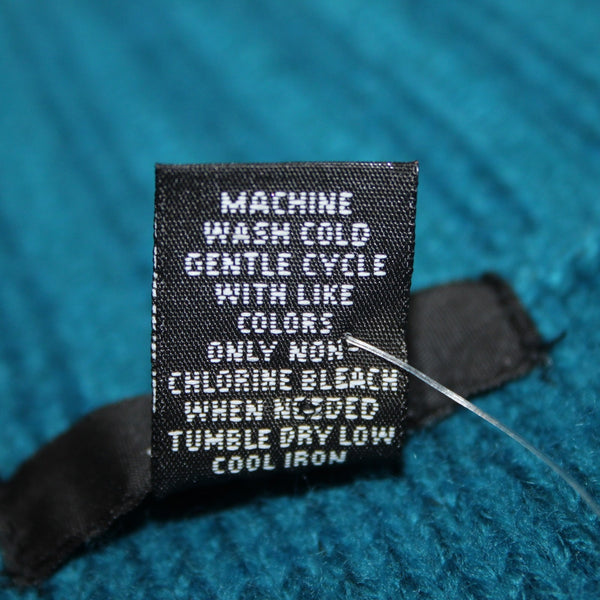 MACHINE
WASH COLD
GENTLE CYCLE
WITH LIKE
COLORS
ONLY NON-
CHLORINE BLEACH
WHEN NEEDED
TUMBLE DRY LOW
COOL IRON